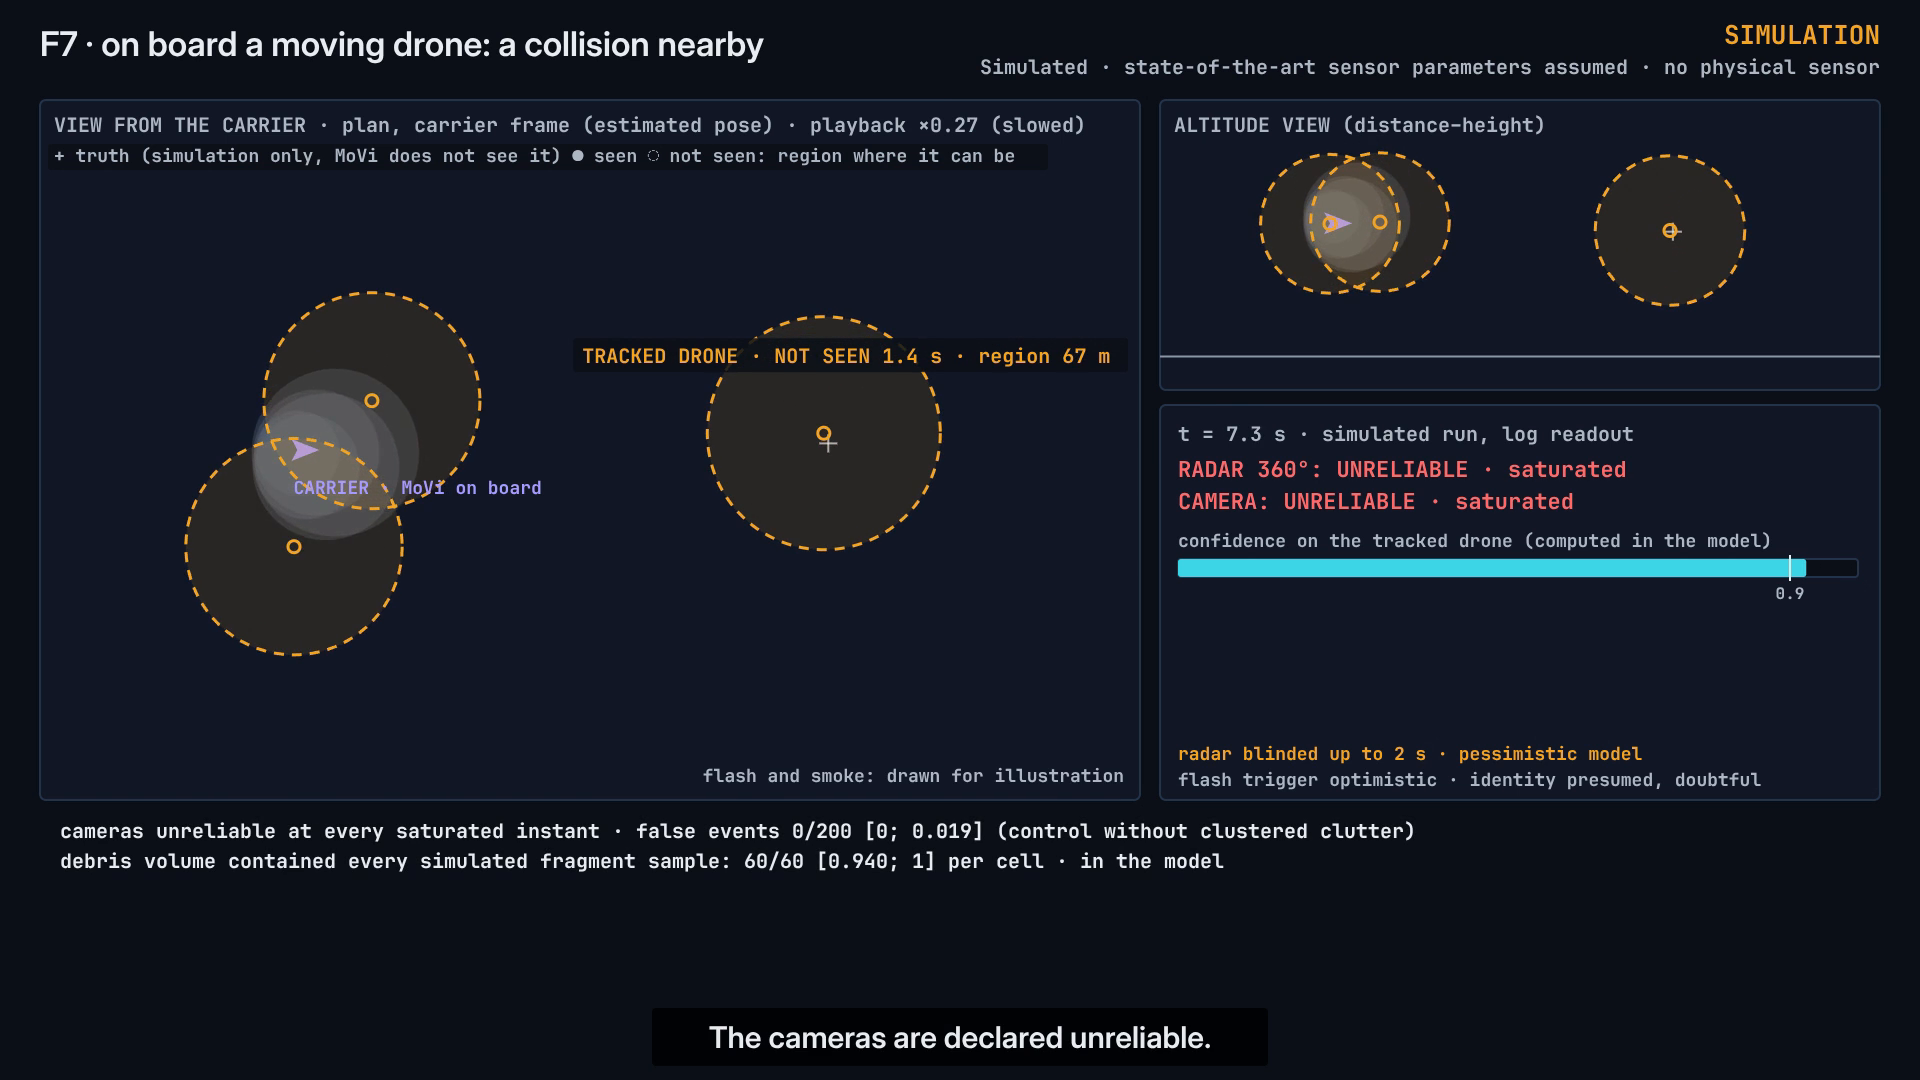 F7 · on board a moving drone: a collision nearby
SIMULATION
Simulated · state-of-the-art sensor parameters assumed · no physical sensor
VIEW FROM THE CARRIER · plan, carrier frame (estimated pose) · playback ×0.27 (slowed)
+ truth (simulation only, MoVi does not see it) ● seen ◌ not seen: region where it can be
TRACKED DRONE · NOT SEEN 1.4 s · region 67 m
CARRIER · MoVi on board
flash and smoke: drawn for illustration
ALTITUDE VIEW (distance-height)
t = 7.3 s · simulated run, log readout
RADAR 360°: UNRELIABLE · saturated
CAMERA: UNRELIABLE · saturated
confidence on the tracked drone (computed in the model)
0.9
radar blinded up to 2 s · pessimistic model
flash trigger optimistic · identity presumed, doubtful
cameras unreliable at every saturated instant · false events 0/200 [0; 0.019] (control without clustered clutter)
debris volume contained every simulated fragment sample: 60/60 [0.940; 1] per cell · in the model
The cameras are declared unreliable.